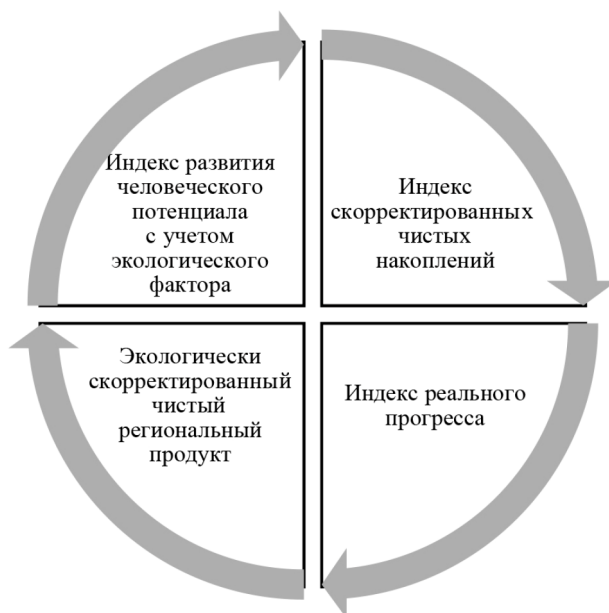 Индекс развития
человеческого
потенциала
с учетом
экологического
фактора
Индекс
скорректированных
чистых
накоплений
Экологически
скорректированный
чистый
региональный
продукт
Индекс реального
прогресса